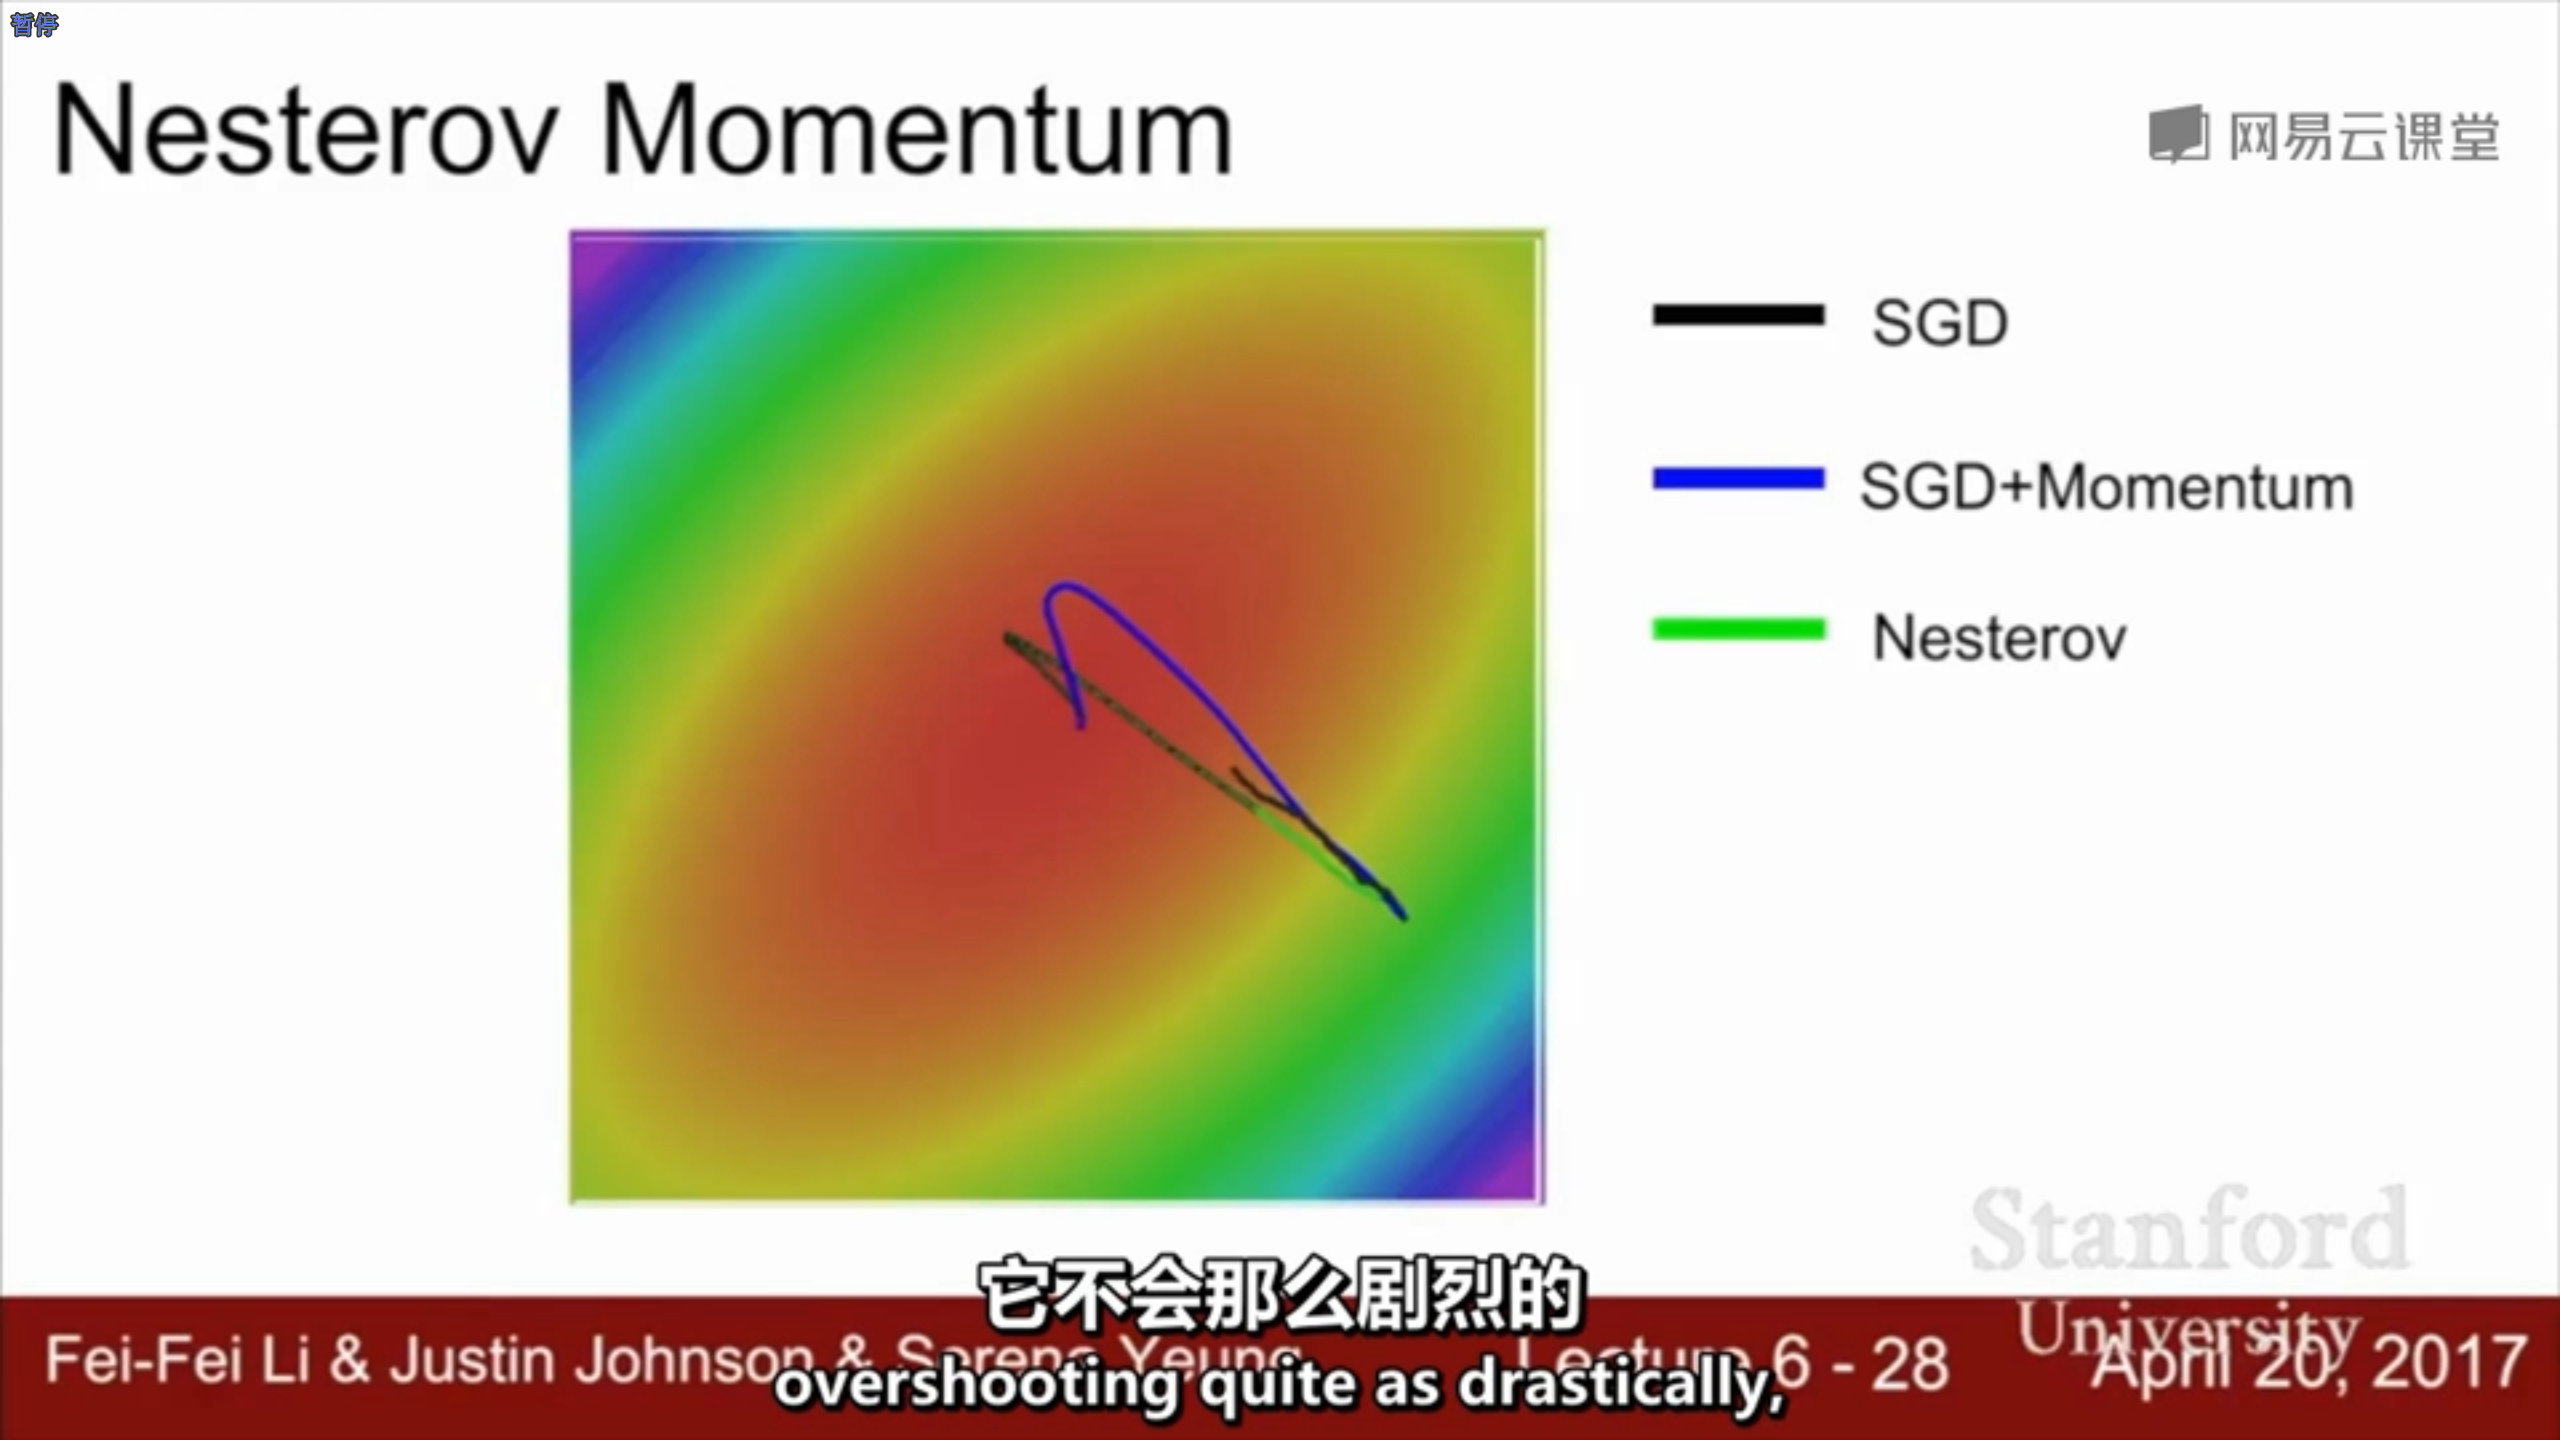 暂停
Nesterov Momentum
网易云课堂
SGD
SGD+Momentum
Nesterov
Stanford
University
它不会那么剧烈的
Fei-Fei Li & Justin Johnson & Serena Yeung
Lecture 6 - 28
April 20, 2017
overshooting quite as drastically,